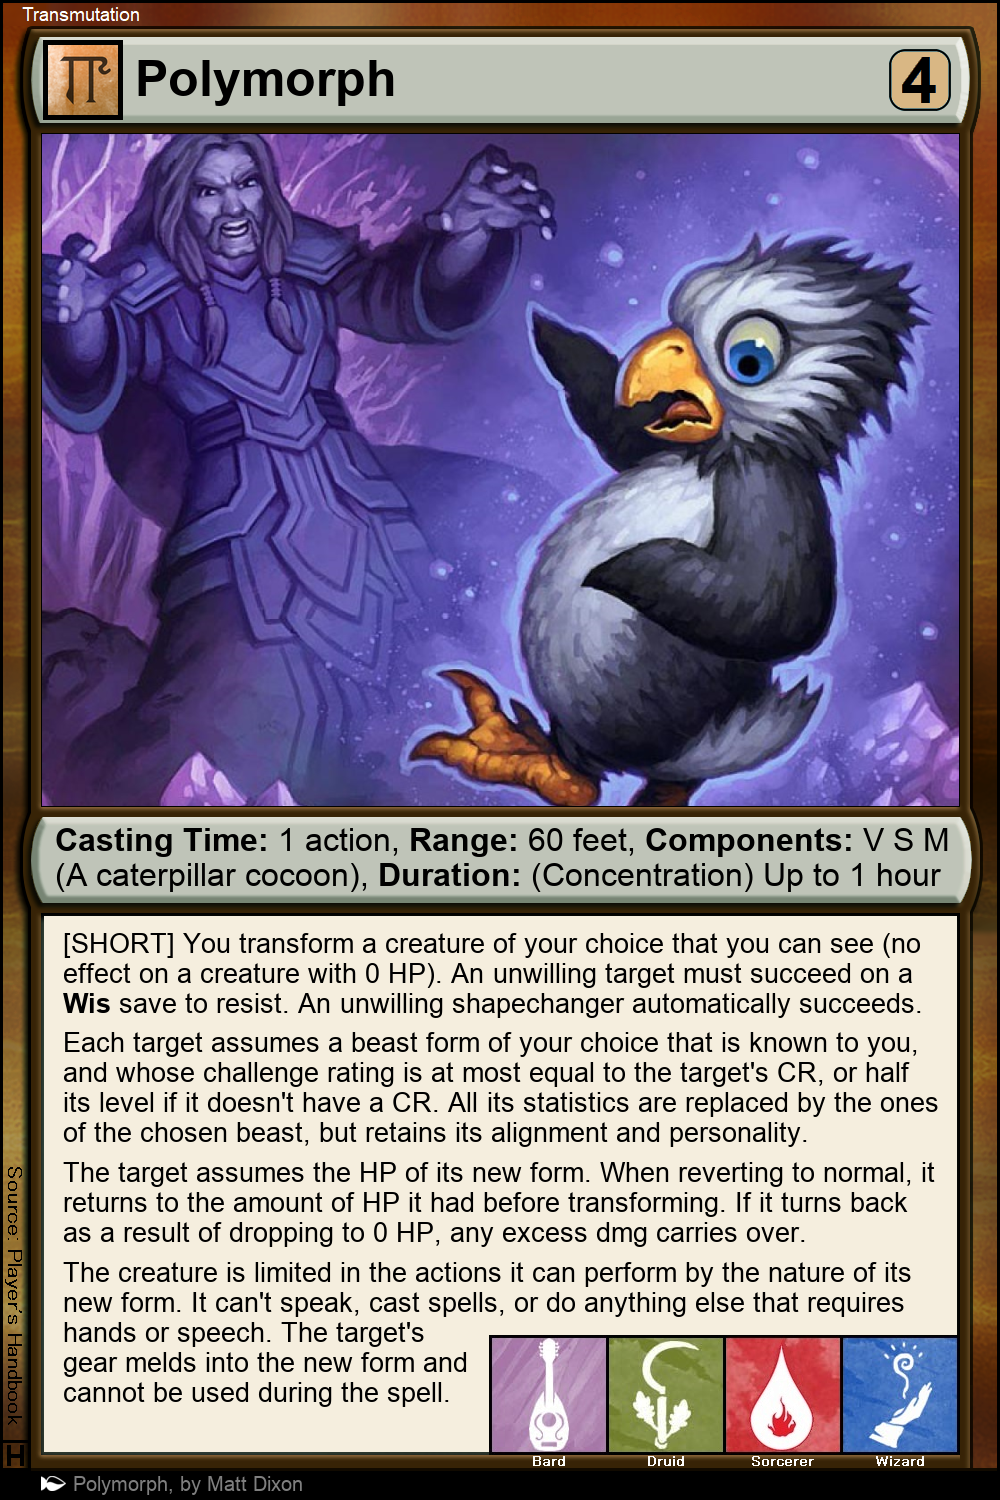 Transmutation
Polymorph
4
Casting Time: 1 action, Range: 60 feet, Components: V S M
(A caterpillar cocoon), Duration: (Concentration) Up to 1 hour
[SHORT] You transform a creature of your choice that you can see (no
effect on a creature with 0 HP). An unwilling target must succeed on a
Wis save to resist. An unwilling shapechanger automatically succeeds.
Each target assumes a beast form of your choice that is known to you,
and whose challenge rating is at most equal to the target's CR, or half
its level if it doesn't have a CR. All its statistics are replaced by the ones
of the chosen beast, but retains its alignment and personality.
The target assumes the HP of its new form. When reverting to normal, it
returns to the amount of HP it had before transforming. If it turns back
as a result of dropping to 0 HP, any excess dmg carries over.
The creature is limited in the actions it can perform by the nature of its
new form. It can't speak, cast spells, or do anything else that requires
hands or speech. The target's
gear melds into the new form and
cannot be used during the spell.
Bard
Druid
Sorcerer
Wizard
Source: Player's Handbook
H
Polymorph, by Matt Dixon